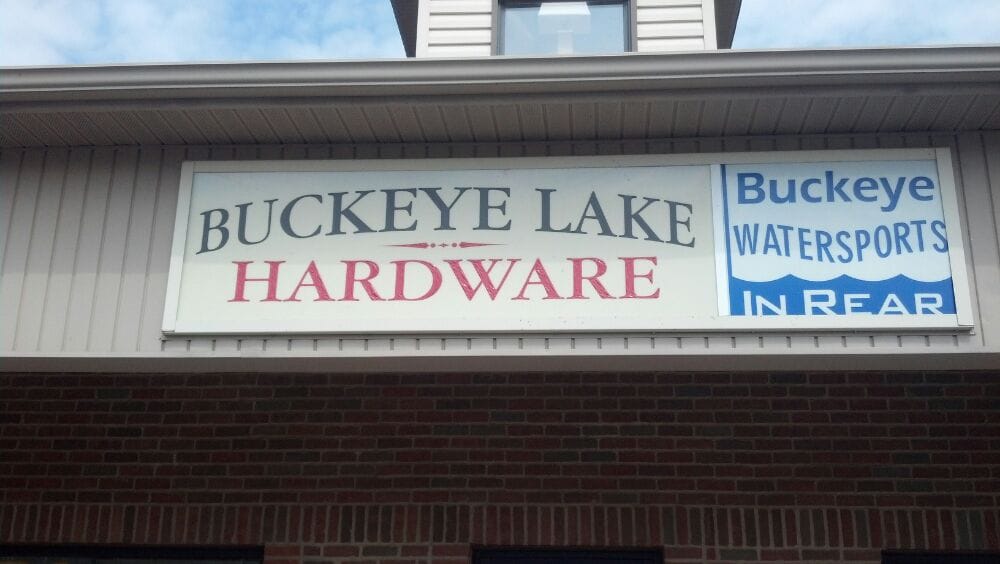 BUCKEYE LAKE
HARDWARE
Buckeye
WATERSPORTS
IN REAR